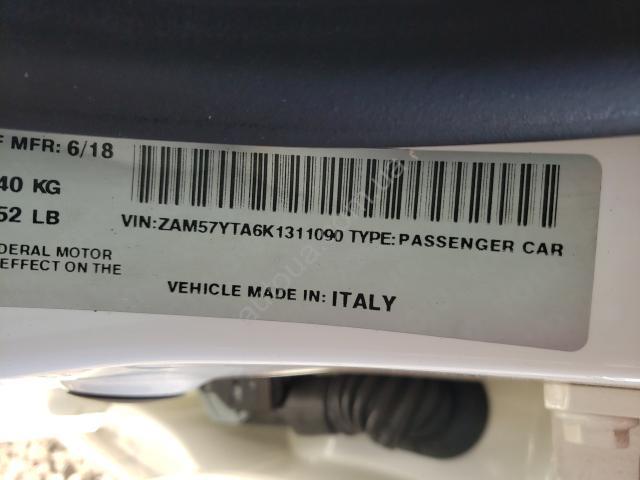 F MFR: 6/18
40 KG
52 LB
VIN:ZAM57YTA6K1311090 TYPE:PASSENGER CAR
DERAL MOTOR
EFFECT ON THE
VEHICLE MADE IN: ITALY